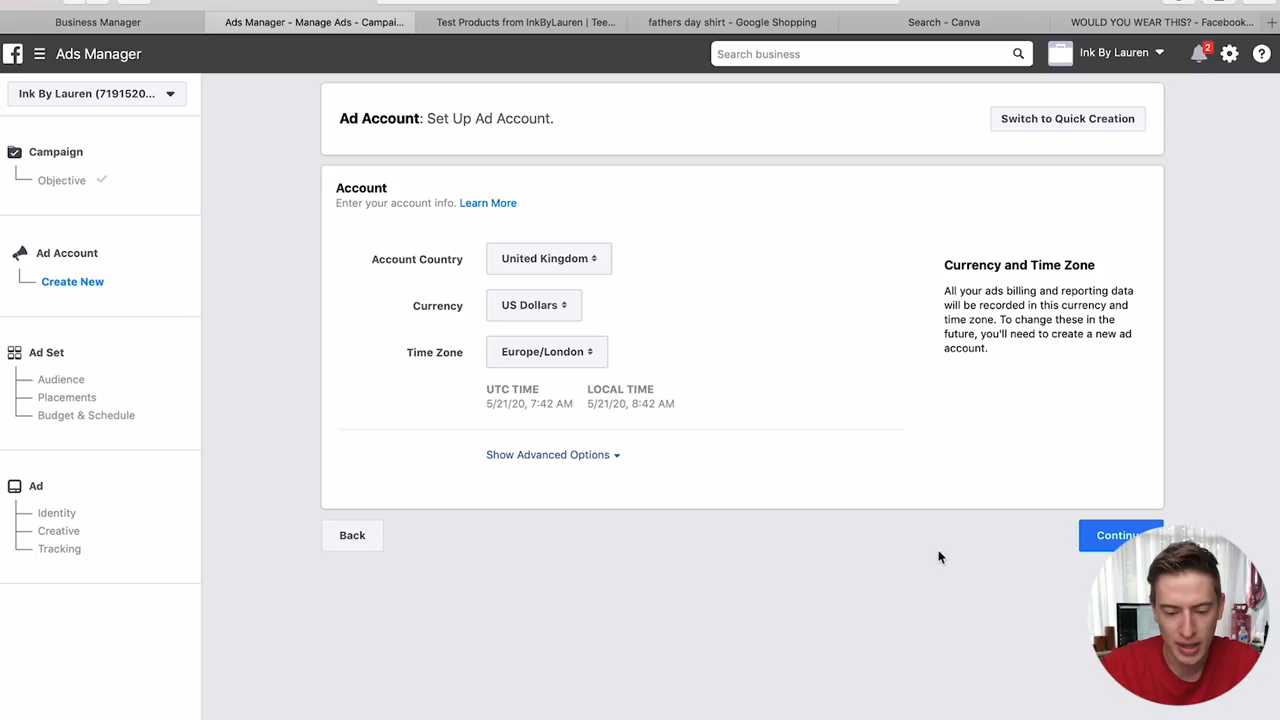 Business Manager
Ads Manager - Manage Ads - Campai...
Test Products from InkByLauren | Tee...
fathers day shirt - Google Shopping
Search - Canva
WOULD YOU WEAR THIS? - Facebook...
Ads Manager
Search business
Ink By Lauren
2
Ink By Lauren (7191520...
Campaign
Objective
Ad Account
Create New
Ad Set
Audience
Placements
Budget & Schedule
Ad
Identity
Creative
Tracking
Ad Account: Set Up Ad Account.
Switch to Quick Creation
Account
Enter your account info. Learn More
Account Country
United Kingdom
Currency
US Dollars
Time Zone
Europe/London
UTC TIME
LOCAL TIME
5/21/20, 7:42 AM
5/21/20, 8:42 AM
Show Advanced Options
Currency and Time Zone
All your ads billing and reporting data
will be recorded in this currency and
time zone. To change these in the
future, you'll need to create a new ad
account.
Back
Continu